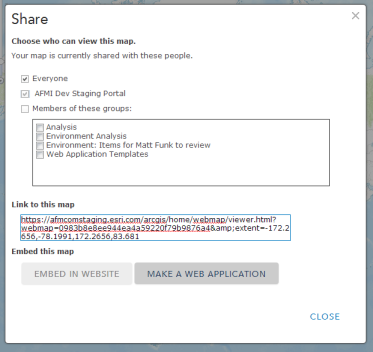 Share
Choose who can view this map.
Your map is currently shared with these people.
Everyone
AFMI Dev Staging Portal
Members of these groups:
Analysis
Environment Analysis
Environment: Items for Matt Funk to review
Web Application Templates
Link to this map
https://afmcomstaging.esri.com/arcgis/home/webmap/viewer.html?
webmap=0983b8e8ee944ea4a59220f79b9876a4&amp;extent=-172.2
656,-78.1991,172.2656,83.681
Embed this map
EMBED IN WEBSITE MAKE A WEB APPLICATION
CLOSE